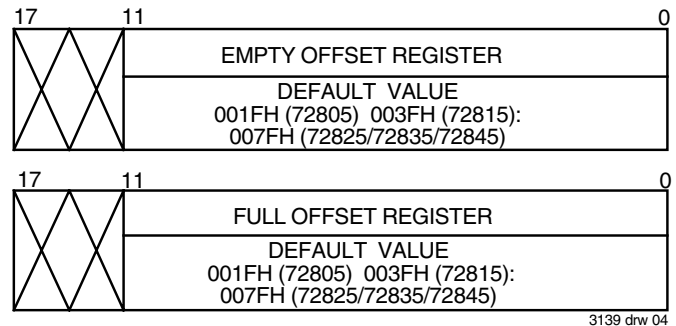 17 11 0
EMPTY OFFSET REGISTER
DEFAULT VALUE
001FH (72805) 003FH (72815):
007FH (72825/72835/72845)
17 11 0
FULL OFFSET REGISTER
DEFAULT VALUE
001FH (72805) 003FH (72815):
007FH (72825/72835/72845)
3139 drw 04